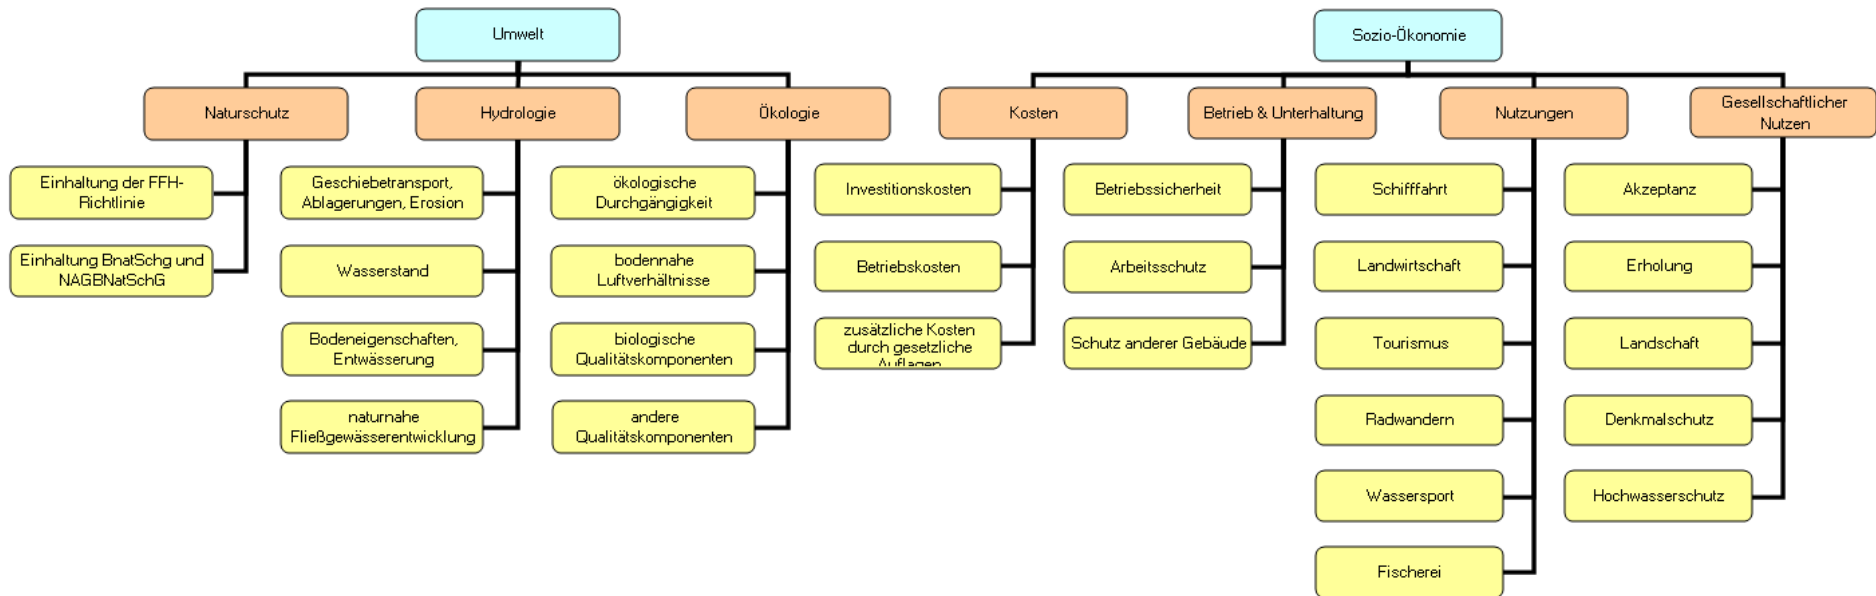 Umwelt
Naturschutz
Einhaltung der FFH-
Richtlinie
Einhaltung BnatSchg und
NAGBNatSchG
Hydrologie
Geschiebetransport,
Ablagerungen, Erosion
Wasserstand
Bodeneigenschaften,
Entwässerung
naturnahe
Fließgewässerentwicklung
Ökologie
ökologische
Durchgängigkeit
bodennahe
Luftverhältnisse
biologische
Qualitätskomponenten
andere
Qualitätskomponenten
Sozio-Ökonomie
Kosten
Investitionskosten
Betriebskosten
zusätzliche Kosten
durch gesetzliche
Auflagen
Betrieb & Unterhaltung
Betriebssicherheit
Arbeitsschutz
Schutz anderer Gebäude
Nutzungen
Schifffahrt
Landwirtschaft
Tourismus
Radwandern
Wassersport
Fischerei
Gesellschaftlicher
Nutzen
Akzeptanz
Erholung
Landschaft
Denkmalschutz
Hochwasserschutz